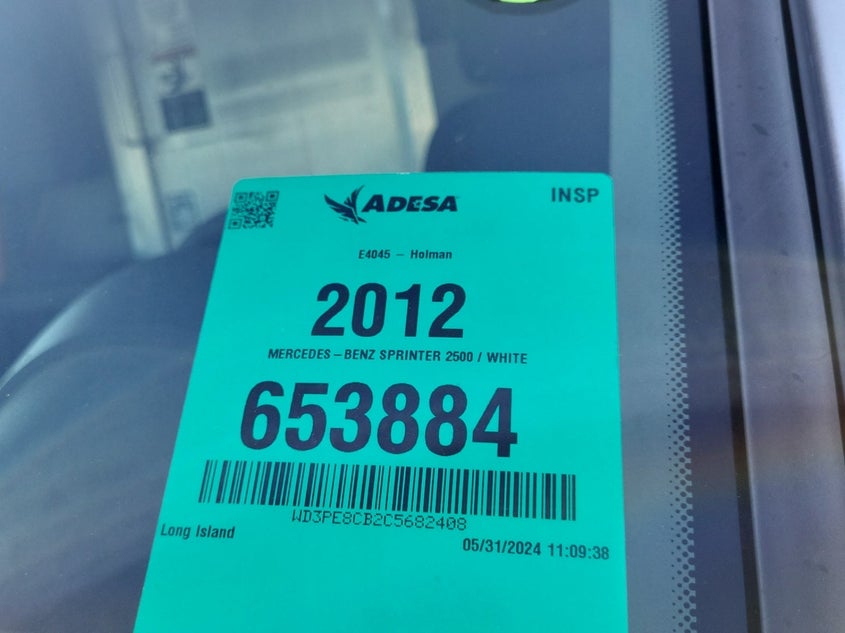 ADESA
INSP
E4045 - Holman
2012
MERCEDES-BENZ SPRINTER 2500 / WHITE
653884
WD3PE8CB2C5682408
Long Island
05/31/2024 11:09:38